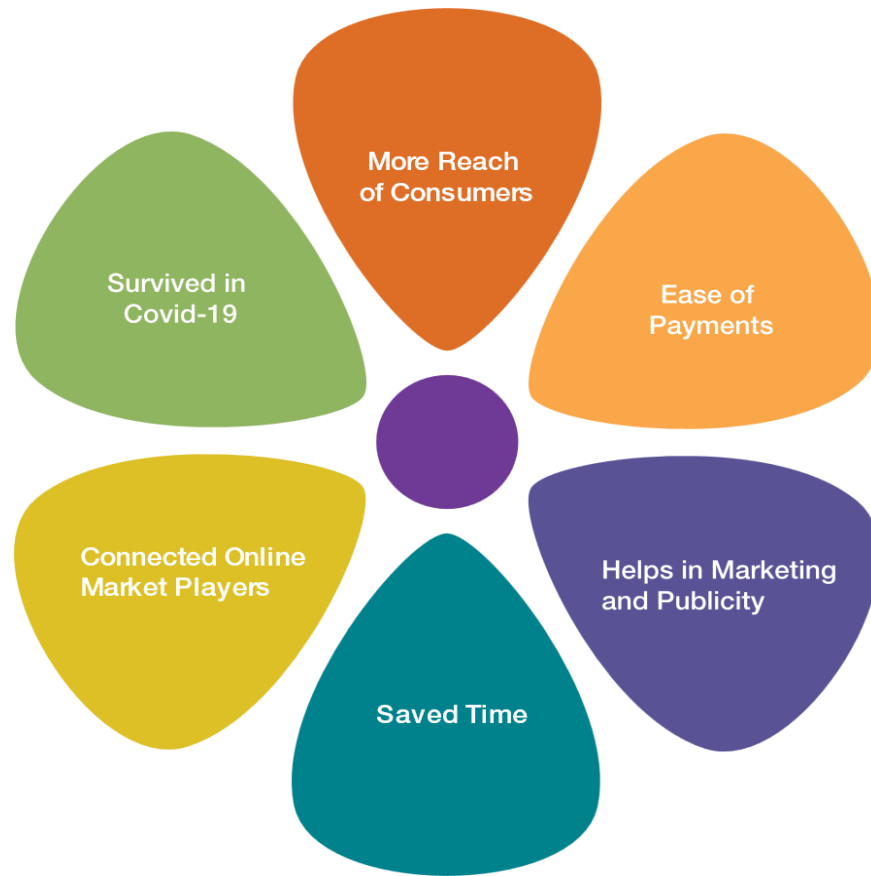 More Reach
of Consumers
Ease of
Payments
Helps in Marketing
and Publicity
Saved Time
Connected Online
Market Players
Survived in
Covid-19